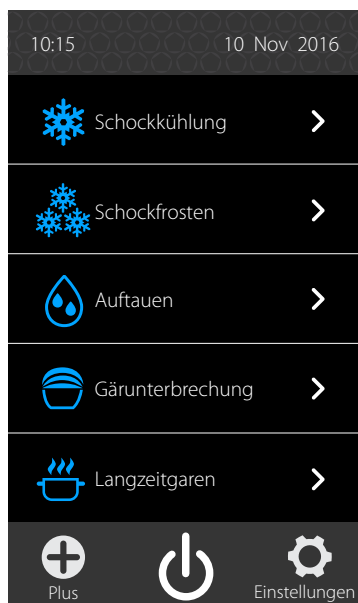 10:15 10 Nov 2016
Schockkühlung
Schockfrosten
Auftauen
Gärunterbrechung
Langzeitgaren
Plus Einstellungen